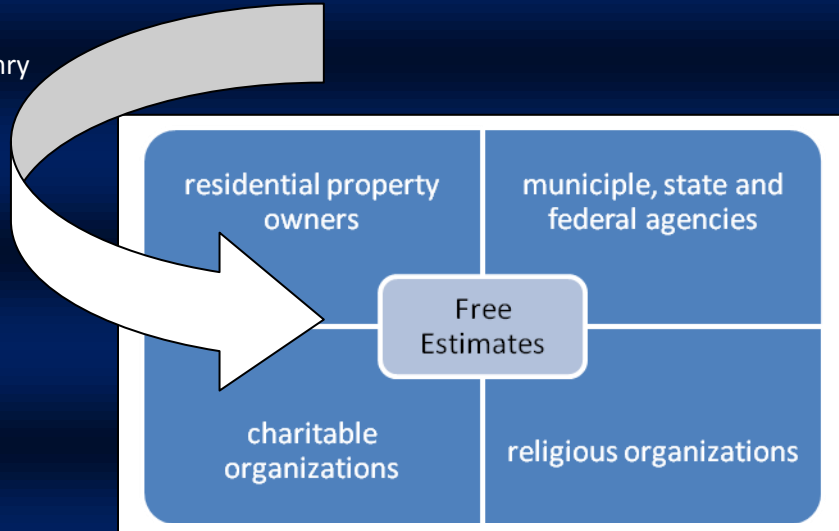 residential property
owners
municiple, state and
federal agencies
Free
Estimates
charitable
organizations
religious organizations